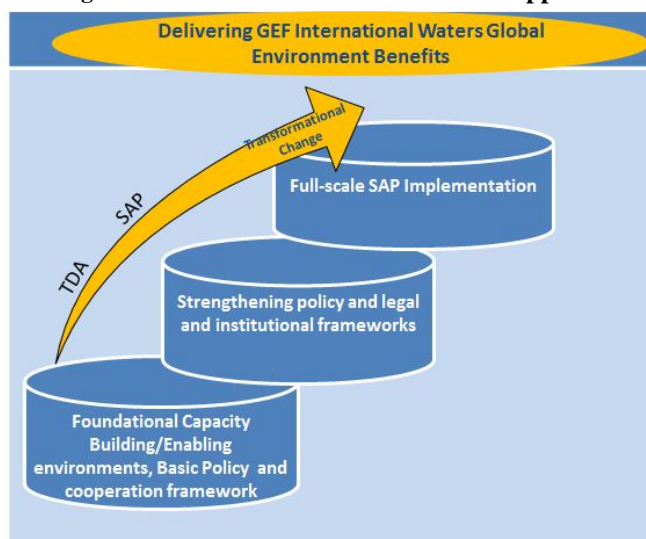 Delivering GEF International Waters Global
Environment Benefits
Transformational
Change
SAP
TDA
Full-scale SAP Implementation
Strengthening policy and legal
and institutional frameworks
Foundational Capacity
Building/Enabling
environments, Basic Policy and
cooperation framework